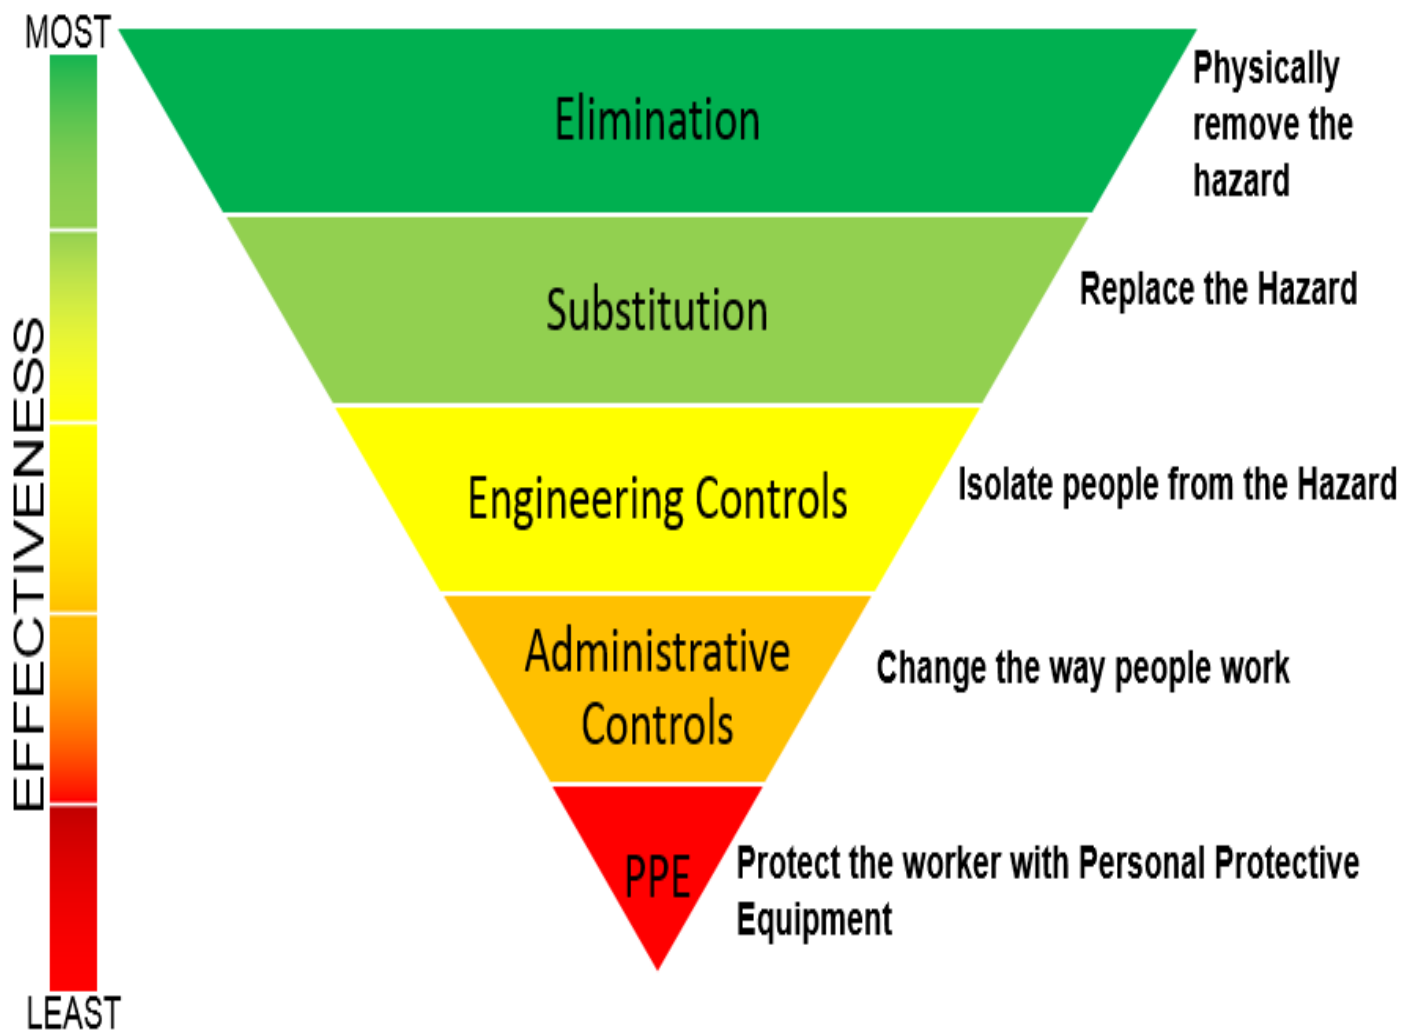 MOST
Elimination
Physically
remove the
hazard
Substitution
Replace the Hazard
EFFECTIVENESS
Engineering Controls
Isolate people from the Hazard
Administrative
Controls
Change the way people work
PPE
Protect the worker with Personal Protective
Equipment
LEAST